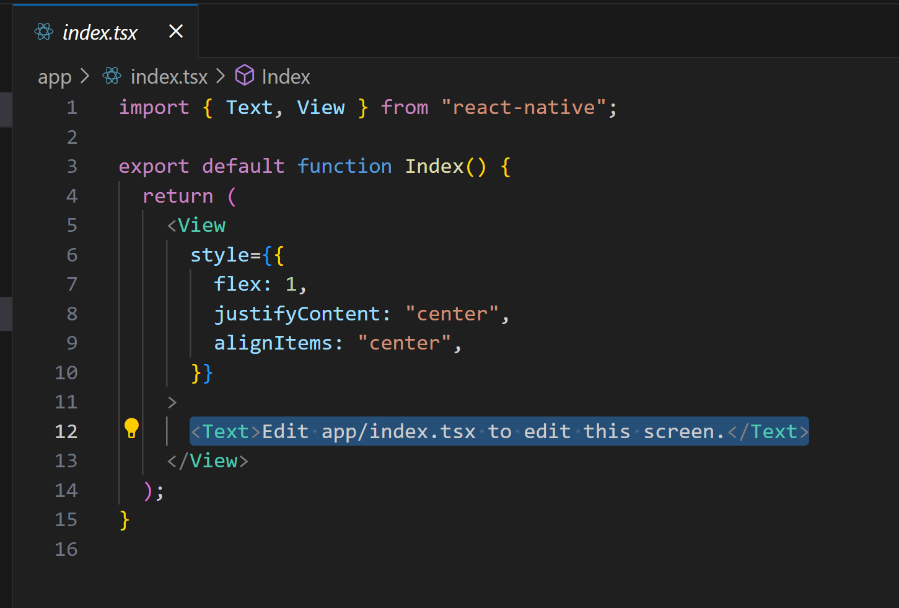 index.tsx ×
app > index.tsx > Index
1 import { Text, View } from "react-native";
2
3 export default function Index() {
4   return (
5     <View
6       style={{
7         flex: 1,
8         justifyContent: "center",
9         alignItems: "center",
10       }}
11     >
12       <Text>Edit app/index.tsx to edit this screen.</Text>
13     </View>
14   );
15 }
16